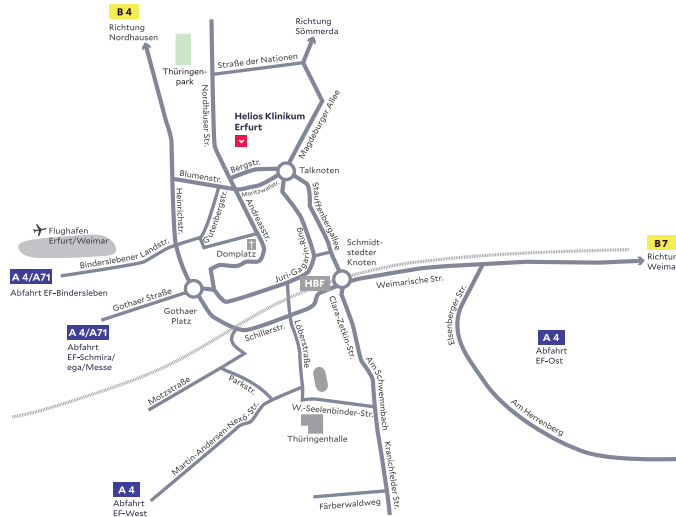 B 4
Richtung
Nordhausen
Richtung
Sömmerda
Straße der Nationen
Thüringen-
park
Nordhäuser Str.
Magdeburger Allee
Helios Klinikum
Erfurt
Bergstr.
Talknoten
Blumenstr.
Moritzwallstr.
Heinrichstr.
Gutenbergstr.
Andreasstr.
Stauffenbergallee
Flughafen
Erfurt/Weimar
Domplatz
Juri-Gagarin-Ring
Schmidt-
stedter
Knoten
B 7
Richtung
Weimar
Binderslebener Landstr.
A 4/A71
Abfahrt EF-Bindersleben
HBF
Weimarische Str.
Gothaer Straße
Gothaer
Platz
A 4/A71
Abfahrt
EF-Schmira/
ega/Messe
Schillerstr.
Löberstraße
Clara-Zetkin-Str.
Eisenberger Str.
A 4
Abfahrt
EF-Ost
Motzstraße
Parkstr.
Am Schwemmbach
W.-Seelenbinder-Str.
Am Herrenberg
Martin-Andersen-Nexö-Str.
Thüringenhalle
Kranichfelder Str.
A 4
Abfahrt
EF-West
Färberwaldweg